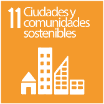 11 Ciudades y
comunidades
sostenibles